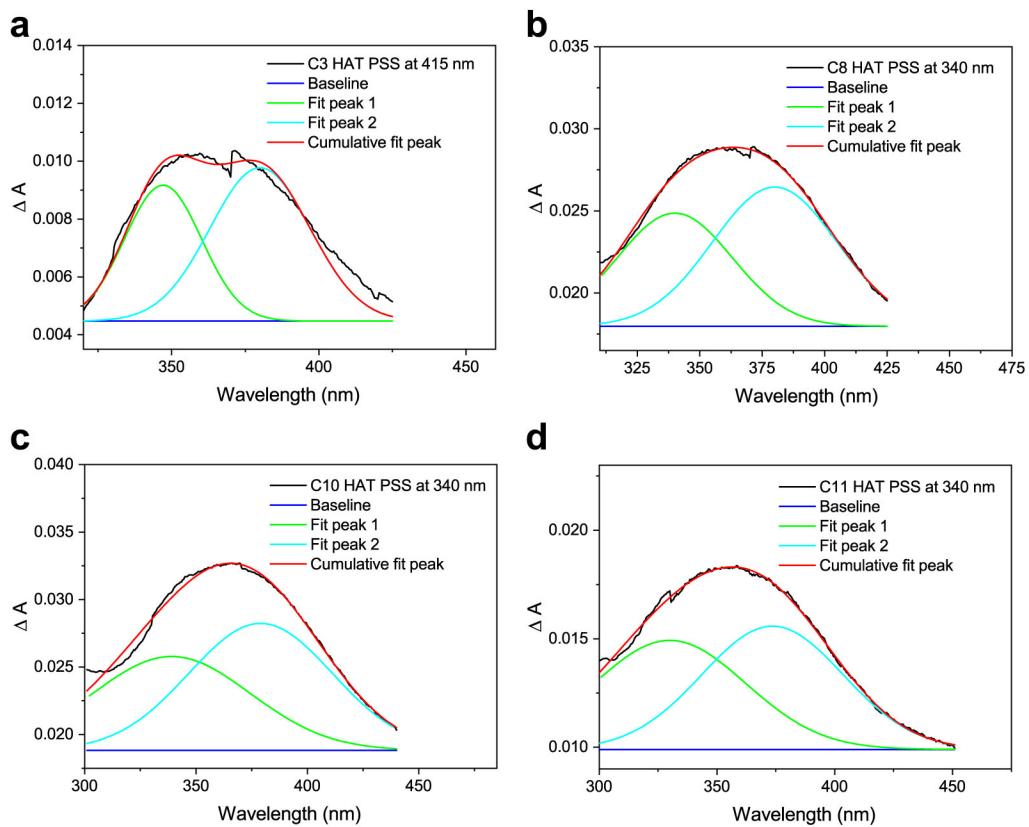 a
0.014
0.012
0.010
0.008
0.006
0.004
Δ A
350
400
450
Wavelength (nm)
C3 HAT PSS at 415 nm
Baseline
Fit peak 1
Fit peak 2
Cumulative fit peak
b
0.035
0.030
0.025
0.020
Δ A
325
350
375
400
425
450
475
Wavelength (nm)
C8 HAT PSS at 340 nm
Baseline
Fit peak 1
Fit peak 2
Cumulative fit peak
c
0.040
0.035
0.030
0.025
0.020
Δ A
300
350
400
450
Wavelength (nm)
C10 HAT PSS at 340 nm
Baseline
Fit peak 1
Fit peak 2
Cumulative fit peak
d
0.020
0.015
0.010
Δ A
300
350
400
450
Wavelength (nm)
C11 HAT PSS at 340 nm
Baseline
Fit peak 1
Fit peak 2
Cumulative fit peak